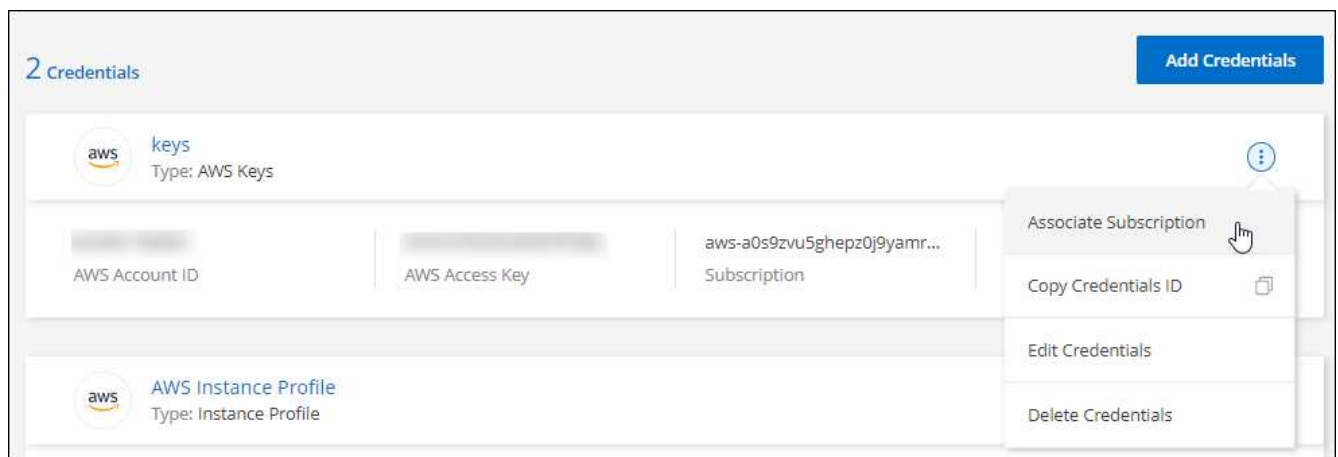 2 Credentials
Add Credentials
aws
keys
Type: AWS Keys
aws-a0s9zvu5ghepz0j9yamr...
AWS Account ID
AWS Access Key
Subscription
Associate Subscription
Copy Credentials ID
Edit Credentials
Delete Credentials
aws
AWS Instance Profile
Type: Instance Profile